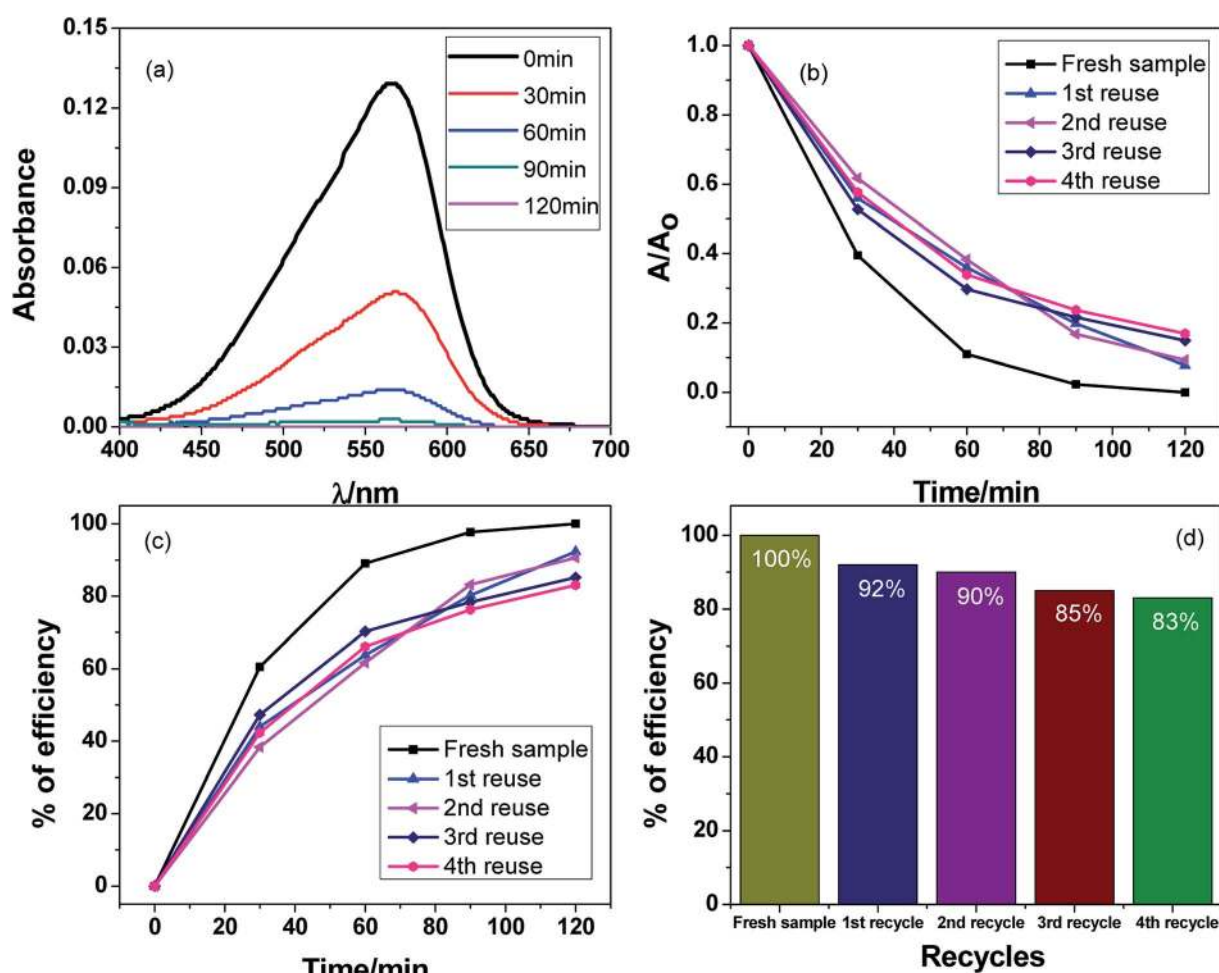 (a)
0min
30min
60min
90min
120min
0.15
0.12
0.09
0.06
0.03
0.00
Absorbance
400 450 500 550 600 650 700
λ/nm
(b)
Fresh sample
1st reuse
2nd reuse
3rd reuse
4th reuse
1.0
0.8
0.6
0.4
0.2
0.0
A/A0
0 20 40 60 80 100 120
Time/min
(c)
100
80
60
40
20
0
% of efficiency
Fresh sample
1st reuse
2nd reuse
3rd reuse
4th reuse
0 20 40 60 80 100 120
Time/min
(d)
100
80
60
40
20
0
% of efficiency
100% 92% 90% 85% 83%
Fresh sample 1st recycle 2nd recycle 3rd recycle 4th recycle
Recycles